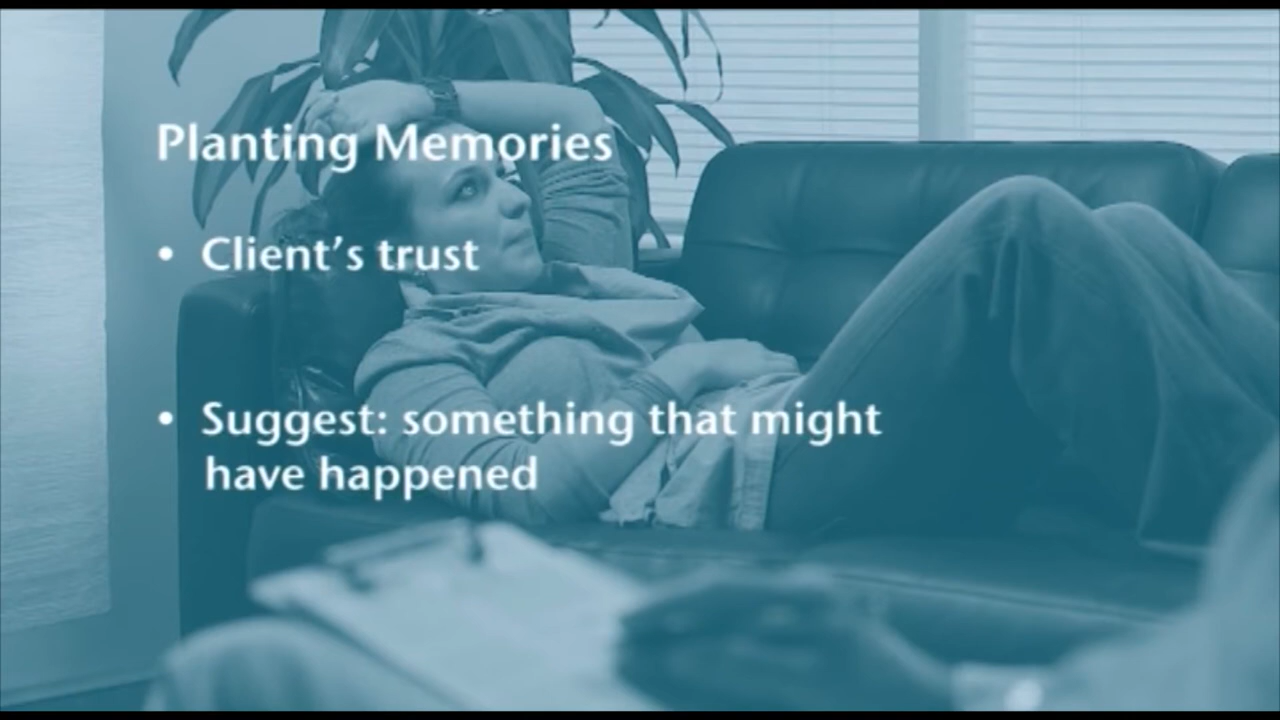 Planting Memories
• Client's trust
• Suggest: something that might
have happened